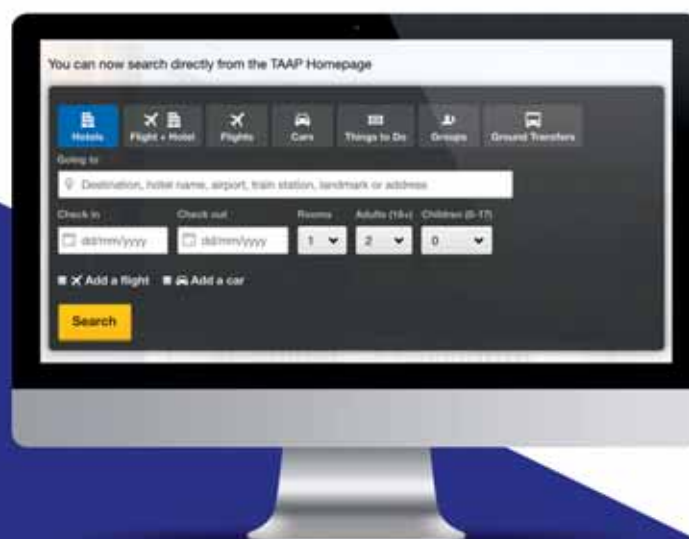 You can now search directly from the TAAP Homepage
Hotels Flight + Hotel Flights Cars Things to Do Groups Ground Transfers
Going to
Destination, hotel name, airport, train station, landmark or address
Check in Check out Rooms Adults (18+) Children (0-17)
dd/mm/yyyy dd/mm/yyyy 1 2 0
Add a flight Add a car
Search